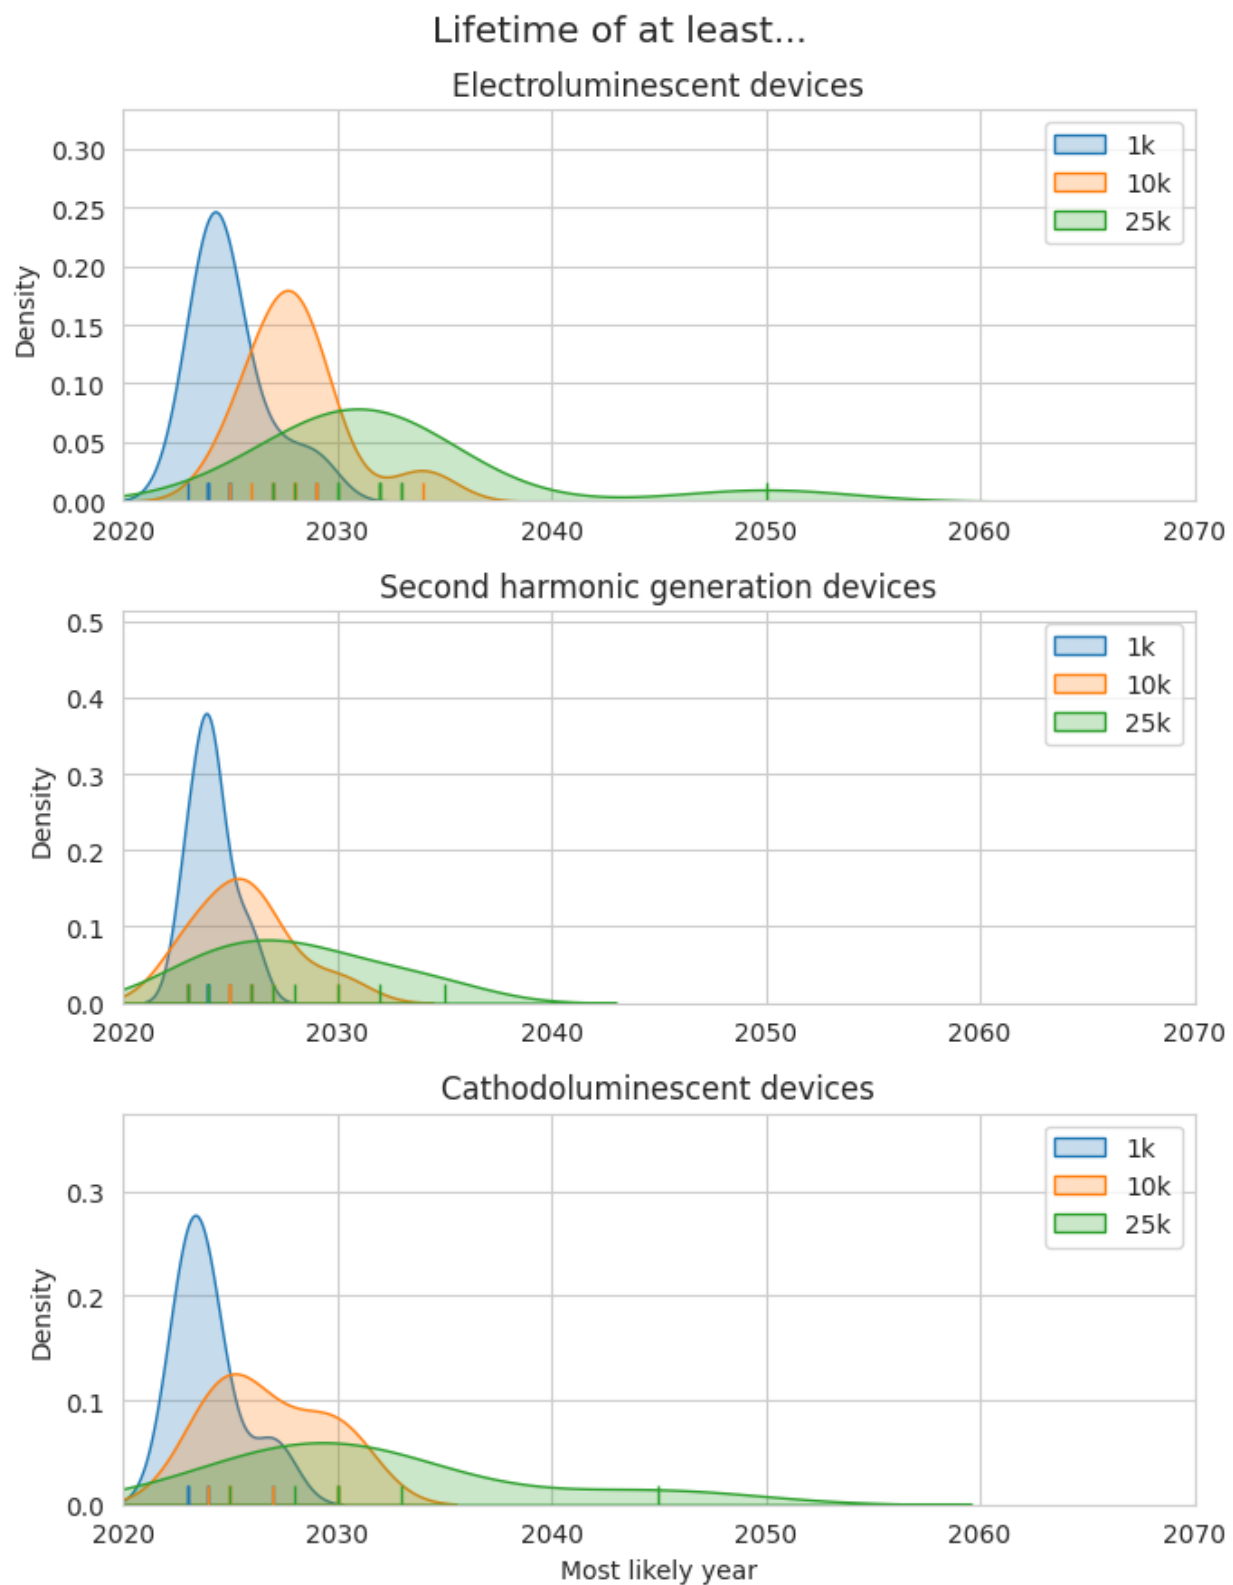 Lifetime of at least...
Electroluminescent devices
0.30
0.25
0.20
0.15
0.10
0.05
0.00
Density
1k
10k
25k
2020 2030 2040 2050 2060 2070
Second harmonic generation devices
0.5
0.4
0.3
0.2
0.1
0.0
Density
1k
10k
25k
2020 2030 2040 2050 2060 2070
Cathodoluminescent devices
0.3
0.2
0.1
0.0
Density
1k
10k
25k
2020 2030 2040 2050 2060 2070
Most likely year